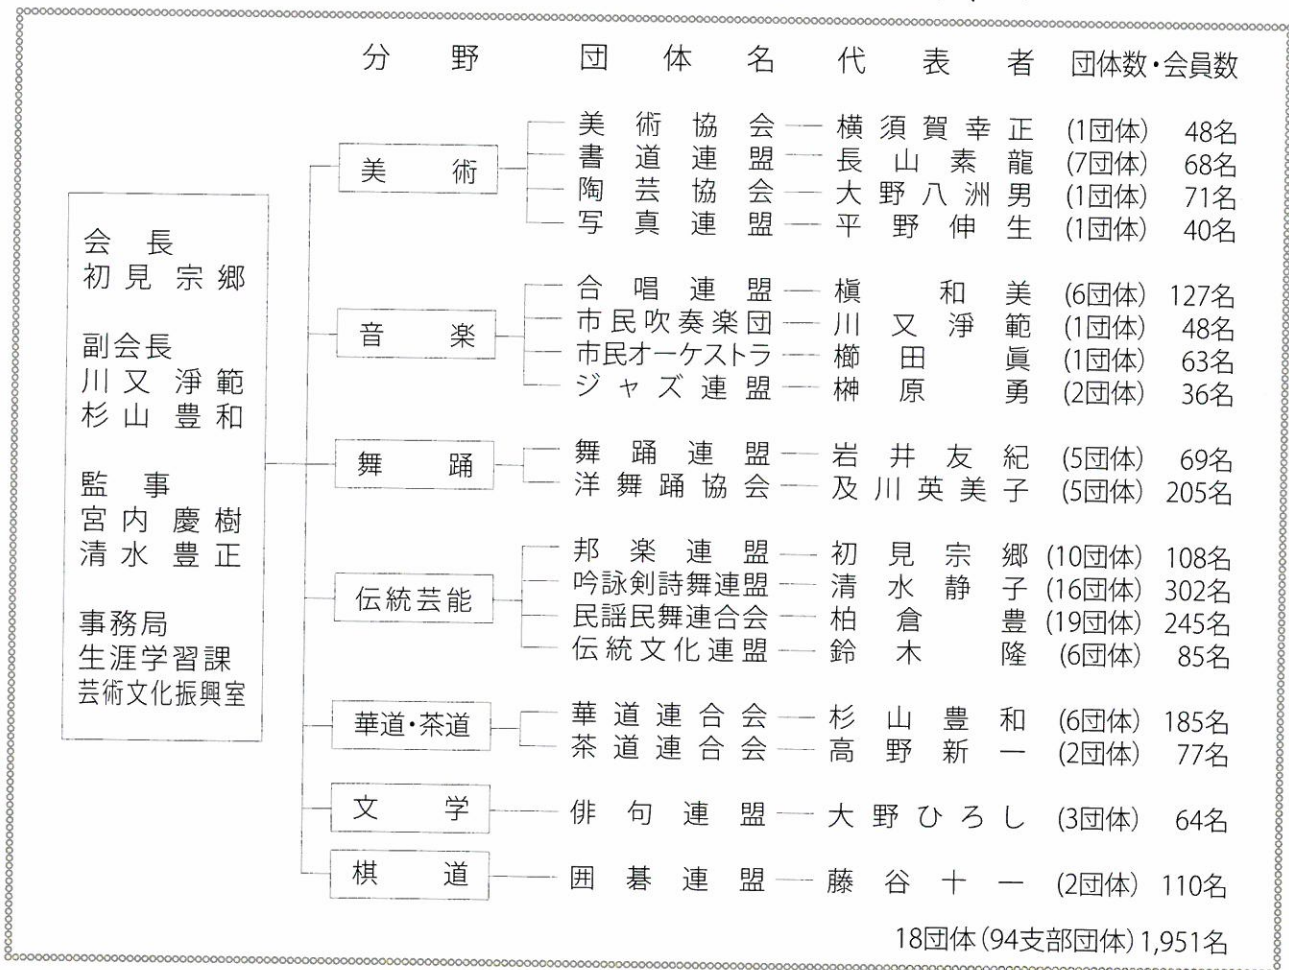 分野 団体名 代表者 団体数・会員数
会長
初見宗郷
副会長
川又淨範
杉山豊和
監事
宮内慶樹
清水豊正
事務局
生涯学習課
芸術文化振興室
美術
美術協会 横須賀幸正 (1団体) 48名
書道連盟 長山素龍 (7団体) 68名
陶芸協会 大野八洲男 (1団体) 71名
写真連盟 平野伸生 (1団体) 40名
音楽
合唱連盟 槇和美 (6団体) 127名
市民吹奏楽団 川又淨範 (1団体) 48名
市民オーケストラ 櫛田眞 (1団体) 63名
ジャズ連盟 榊原勇 (2団体) 36名
舞踊
舞踊連盟 岩井友紀 (5団体) 69名
洋舞踊協会 及川英美子 (5団体) 205名
伝統芸能
邦楽連盟 初見宗郷 (10団体) 108名
吟詠剣詩舞連盟 清水静子 (16団体) 302名
民謡民舞連合会 柏倉豊 (19団体) 245名
伝統文化連盟 鈴木隆 (6団体) 85名
華道・茶道
華道連合会 杉山豊和 (6団体) 185名
茶道連合会 高野新一 (2団体) 77名
文学
俳句連盟 大野ひろし (3団体) 64名
棋道
囲碁連盟 藤谷十一 (2団体) 110名
18団体(94支部団体)1,951名